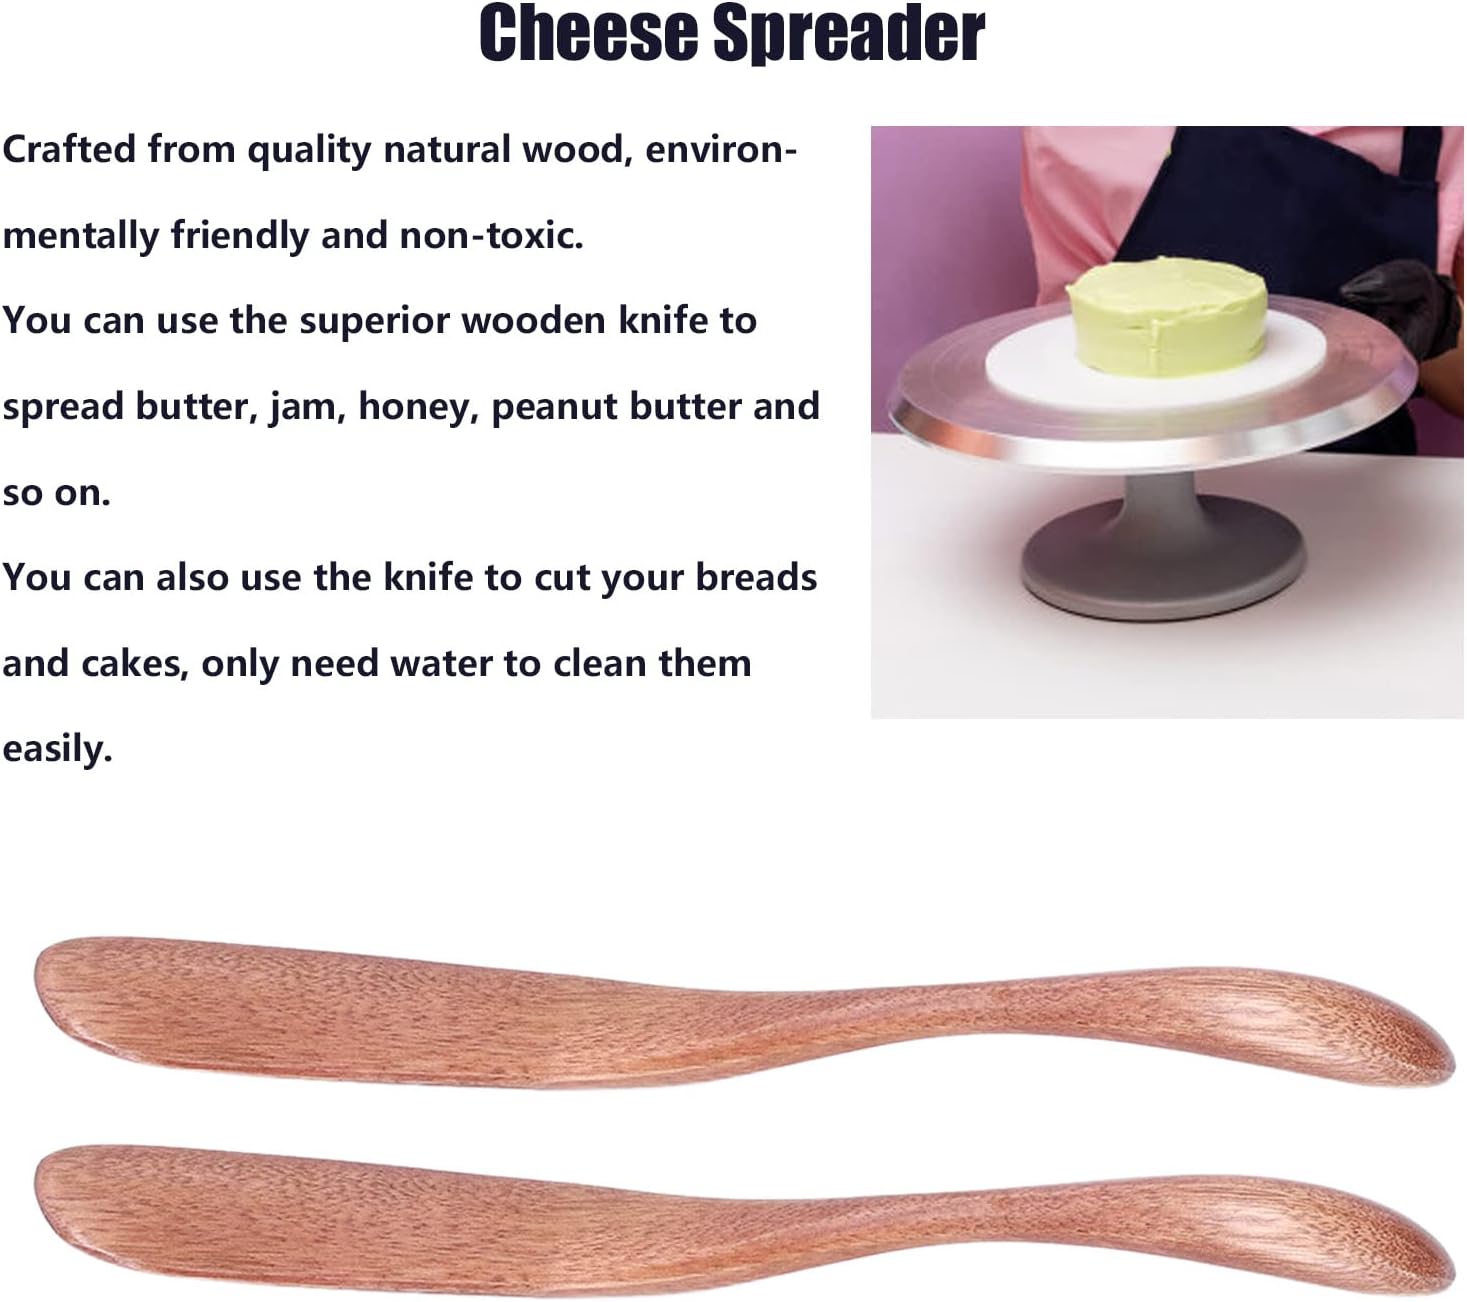 Cheese Spreader
Crafted from quality natural wood, environ-
mentally friendly and non-toxic.
You can use the superior wooden knife to
spread butter, jam, honey, peanut butter and
so on.
You can also use the knife to cut your breads
and cakes, only need water to clean them
easily.